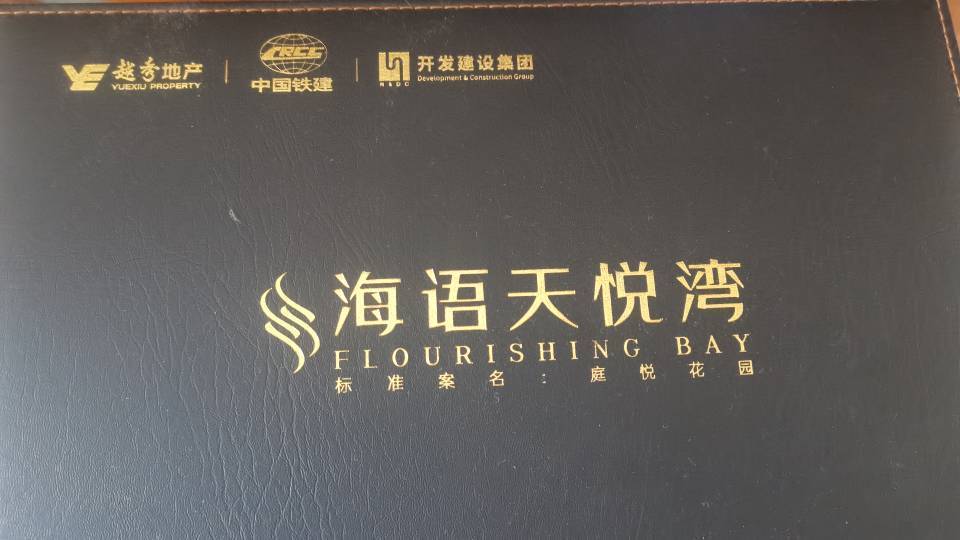 越秀地产
YUEXIU PROPERTY
CRCC
中国铁建
N&DC
开发建设集团
Development & Construction Group
海语天悦湾
FLOURISHING BAY
标准案名：庭悦花园